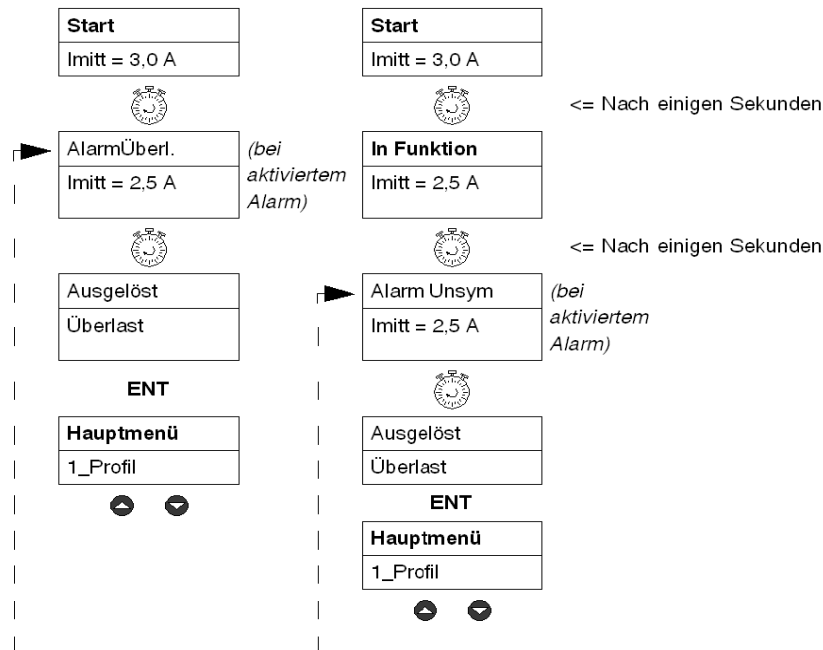 Start
Imitt = 3,0 A
AlarmÜberl.
(bei
aktiviertem
Alarm)
Imitt = 2,5 A
Ausgelöst
Überlast
ENT
Hauptmenü
1_Profil
Start
Imitt = 3,0 A
<= Nach einigen Sekunden
In Funktion
Imitt = 2,5 A
<= Nach einigen Sekunden
Alarm Unsym
(bei
aktiviertem
Alarm)
Imitt = 2,5 A
Ausgelöst
Überlast
ENT
Hauptmenü
1_Profil